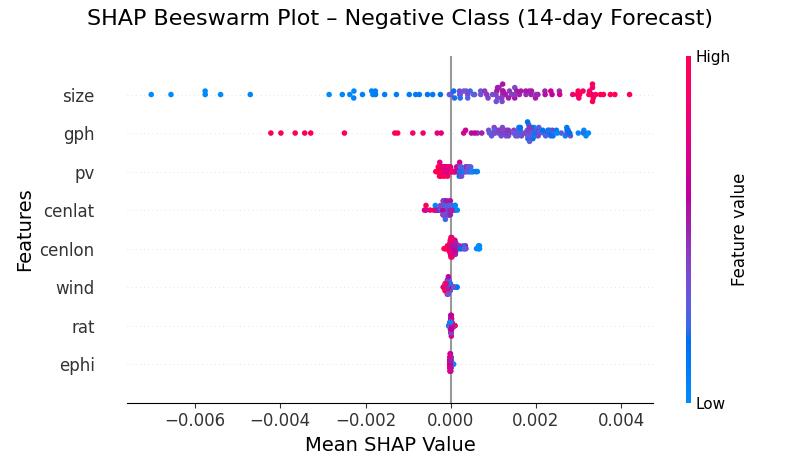 SHAP Beeswarm Plot – Negative Class (14-day Forecast)
High
size
gph
pv
cenlat
cenlon
wind
rat
ephi
Features
Feature value
Low
−0.006 −0.004 −0.002 0.000 0.002 0.004
Mean SHAP Value